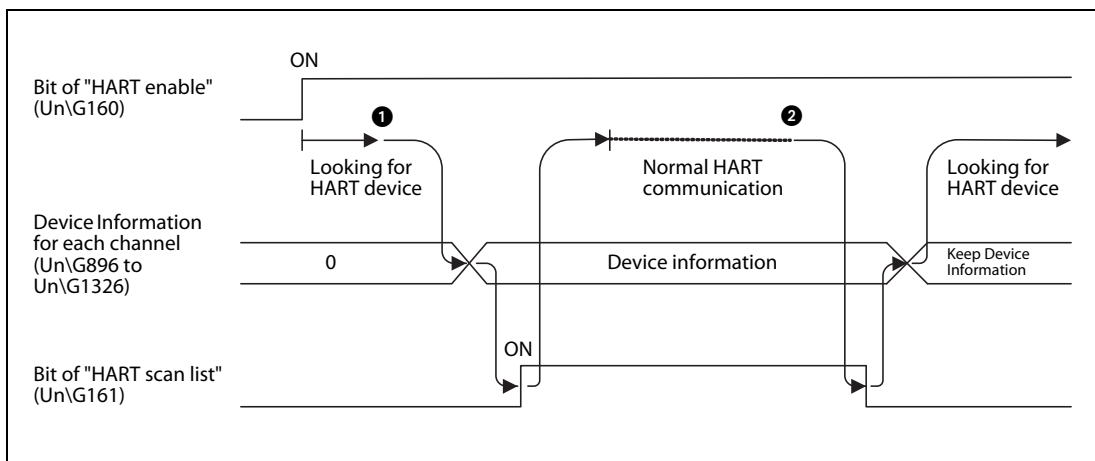 ON
Bit of "HART enable"
(Un\G160)
❶
❷
Looking for
HART device
Normal HART
communication
Looking for
HART device
Device Information
for each channel
(Un\G896 to
Un\G1326)
0
Device information
Keep Device
Information
ON
Bit of "HART scan list"
(Un\G161)